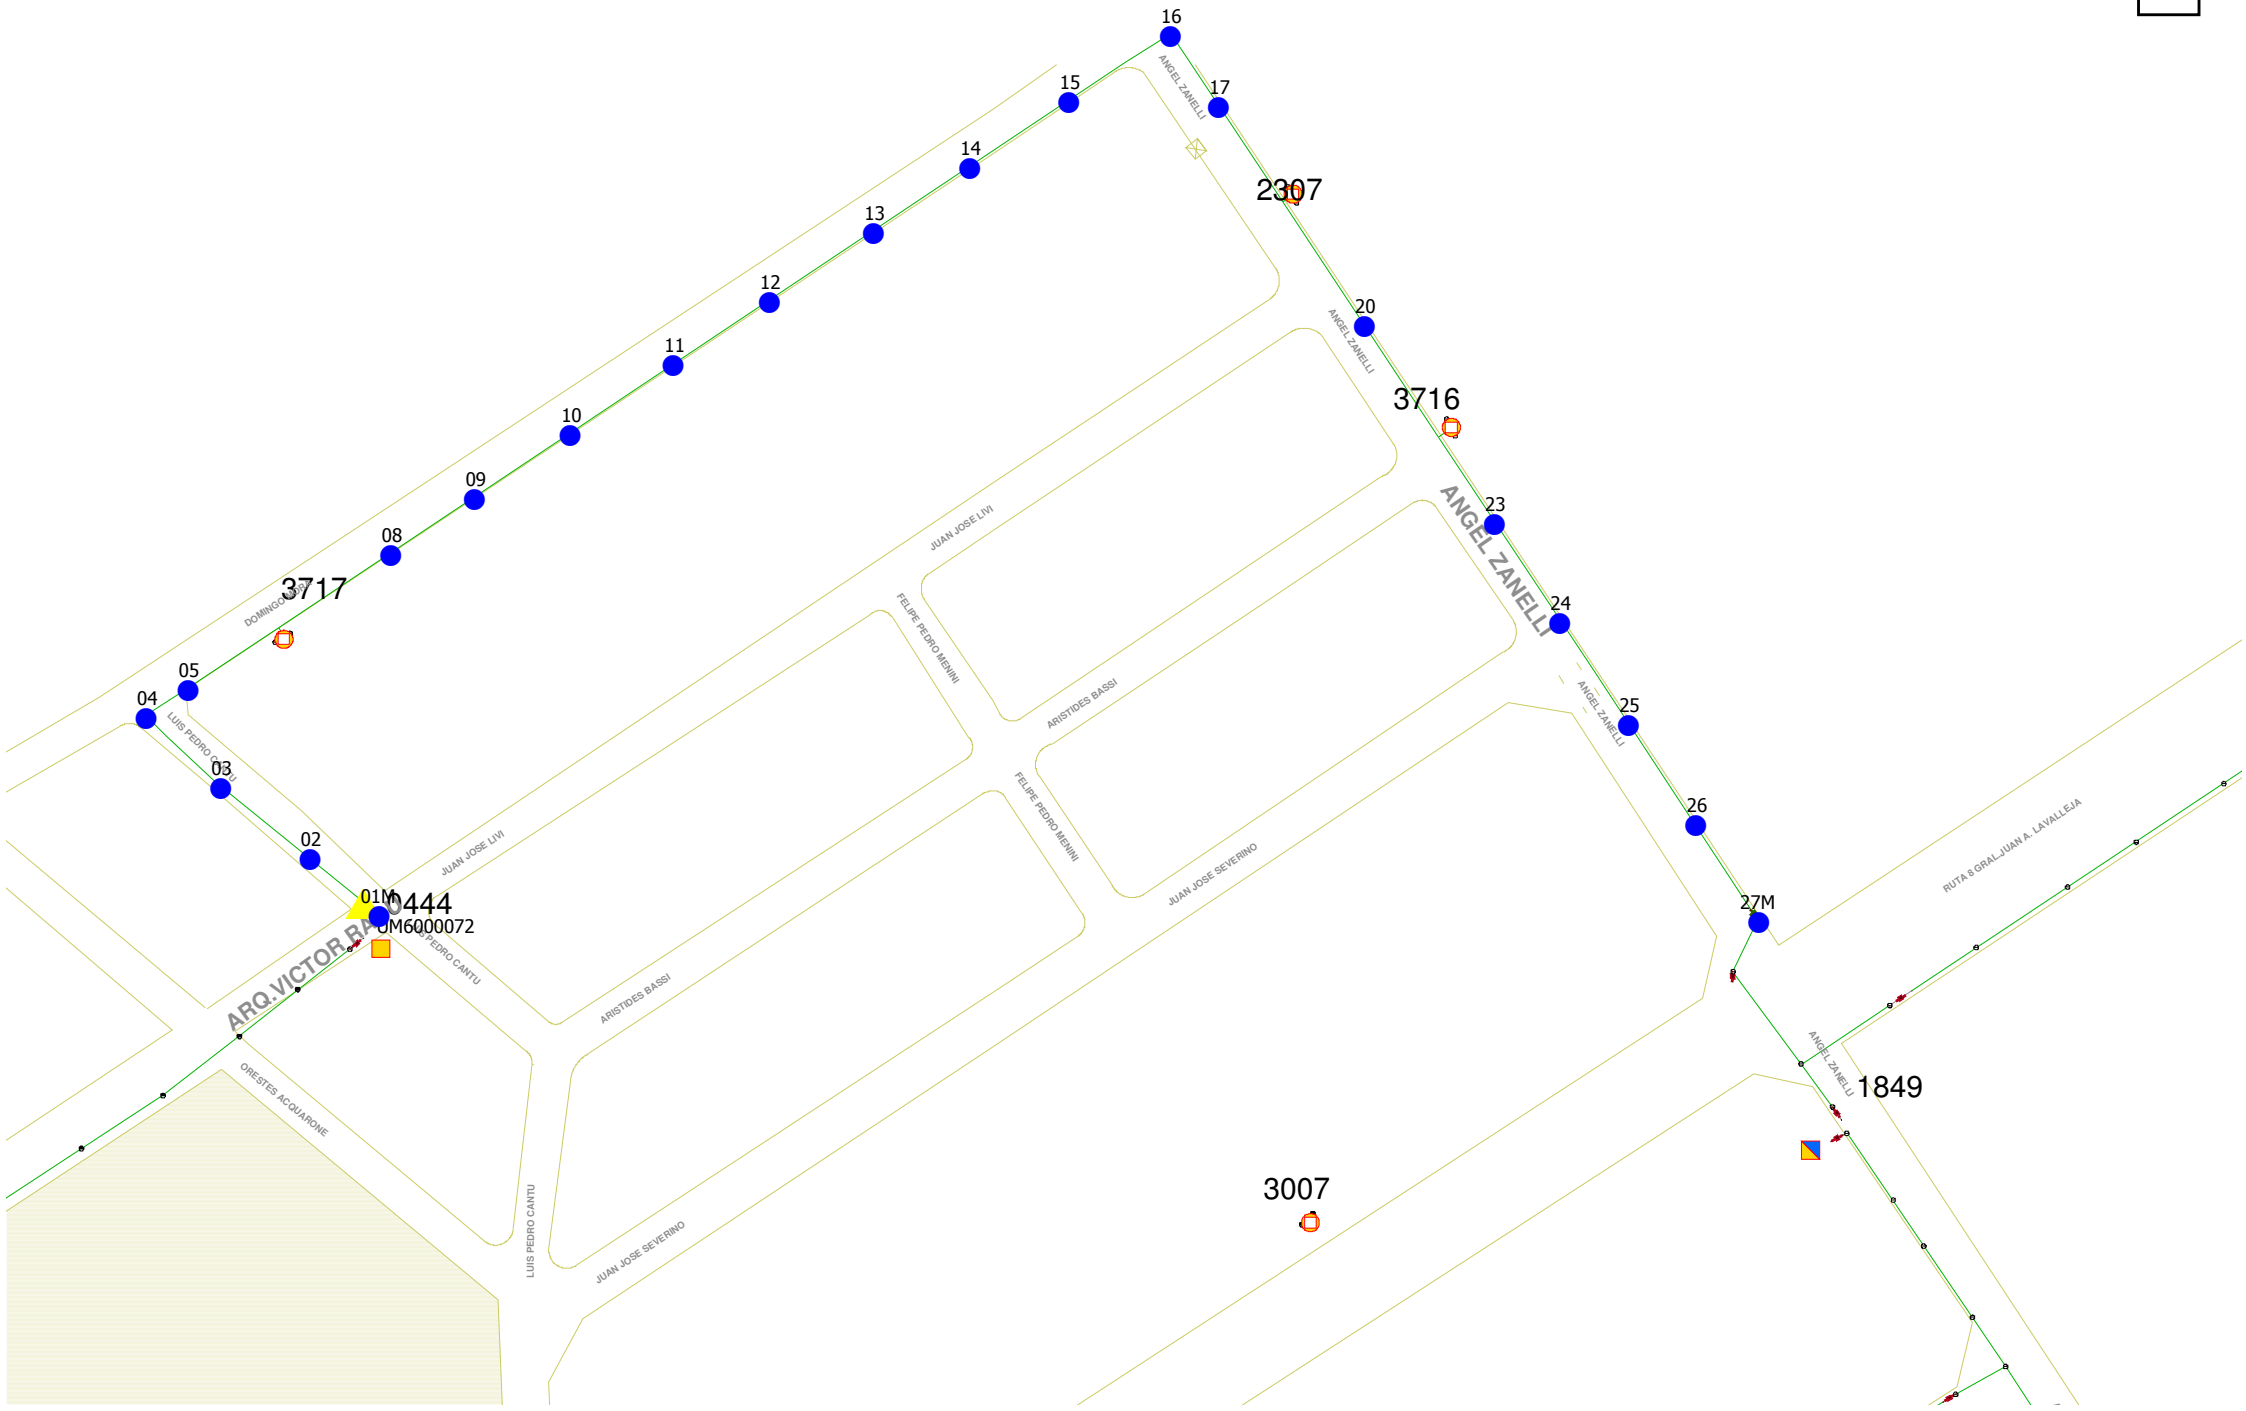 16
ANGEL ZANELLI
17
15
14
2307
13
12
20
ANGEL ZANELLI
11
3716
10
09
ANGEL ZANELLI
23
JUAN JOSE LIVI
08
3717
DOMINGO MORA
FELIPE PEDRO MENINI
24
05
04
LUIS PEDRO CANTU
ARISTIDES BASSI
ANGEL ZANELLI
25
03
FELIPE PEDRO MENINI
26
RUTA 8 GRAL.JUAN A. LAVALLEJA
02
JUAN JOSE LIVI
JUAN JOSE SEVERINO
01M
0444
UM6000072
27M
ARQ.VICTOR
LUIS PEDRO CANTU
ARISTIDES BASSI
ORESTES ACQUARONE
ANGEL ZANELLI
1849
3007
LUIS PEDRO CANTU
JUAN JOSE SEVERINO